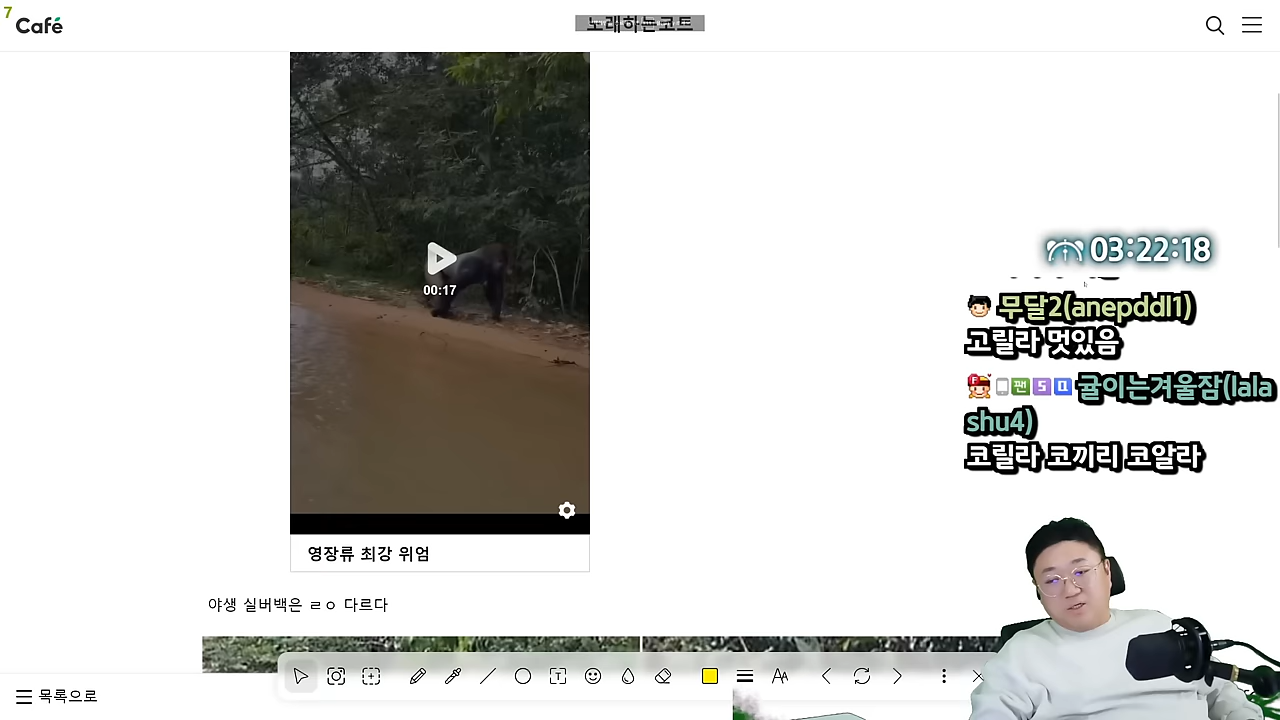 7
Café
노래하는코트
00:17
영장류 최강 위엄
야생 실버백은 ㄹㅇ 다르다
목록으로
03:22:18
무달2(anepddl1)
고릴라 멋있음
귤이는겨울잠(lala
shu4)
코릴라 코끼리 코알라